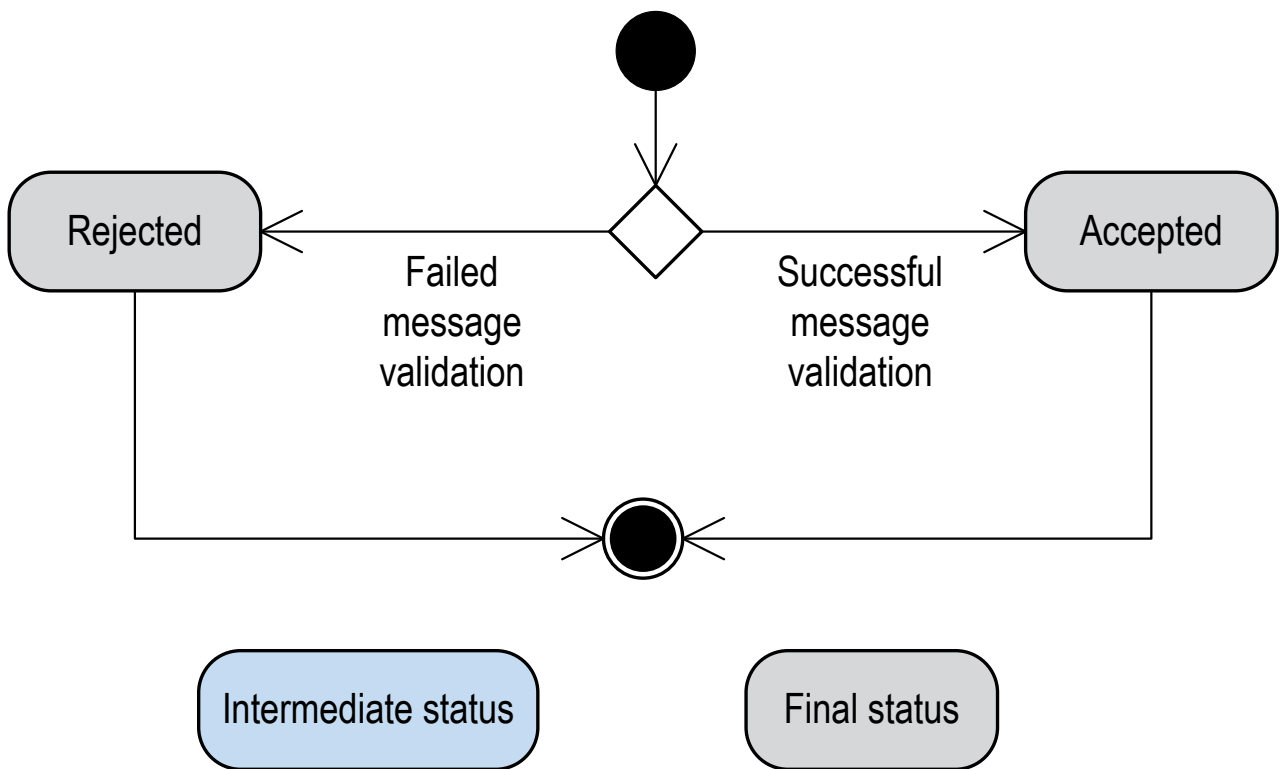 Rejected
Accepted
Failed
message
validation
Successful
message
validation
Intermediate status
Final status